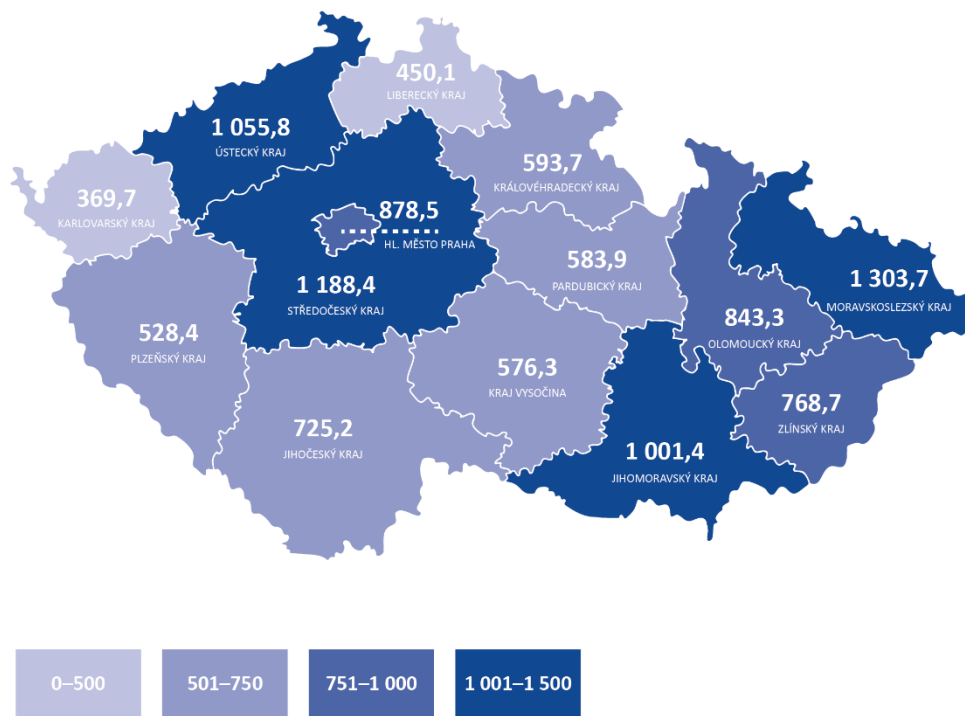 450,1
LIBERECKÝ KRAJ
1 055,8
ÚSTECKÝ KRAJ
593,7
KRÁLOVÉHRADECKÝ KRAJ
369,7
KARLOVARSKÝ KRAJ
878,5
HL. MĚSTO PRAHA
583,9
PARDUBICKÝ KRAJ
1 188,4
STŘEDOČESKÝ KRAJ
1 303,7
MORAVSKOSLEZSKÝ KRAJ
843,3
OLOMOUCKÝ KRAJ
528,4
PLZEŇSKÝ KRAJ
576,3
KRAJ VYSOČINA
768,7
ZLÍNSKÝ KRAJ
725,2
JIHOČESKÝ KRAJ
1 001,4
JIHOMORAVSKÝ KRAJ
0–500
501–750
751–1 000
1 001–1 500